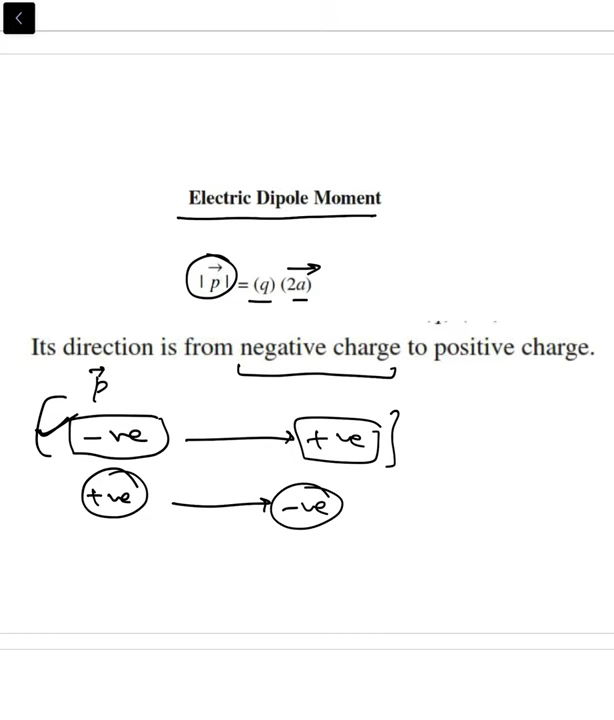 Electric Dipole Moment
|p⃗| = (q) (2a)
Its direction is from negative charge to positive charge.
p⃗
-ve → +ve
+ve → -ve